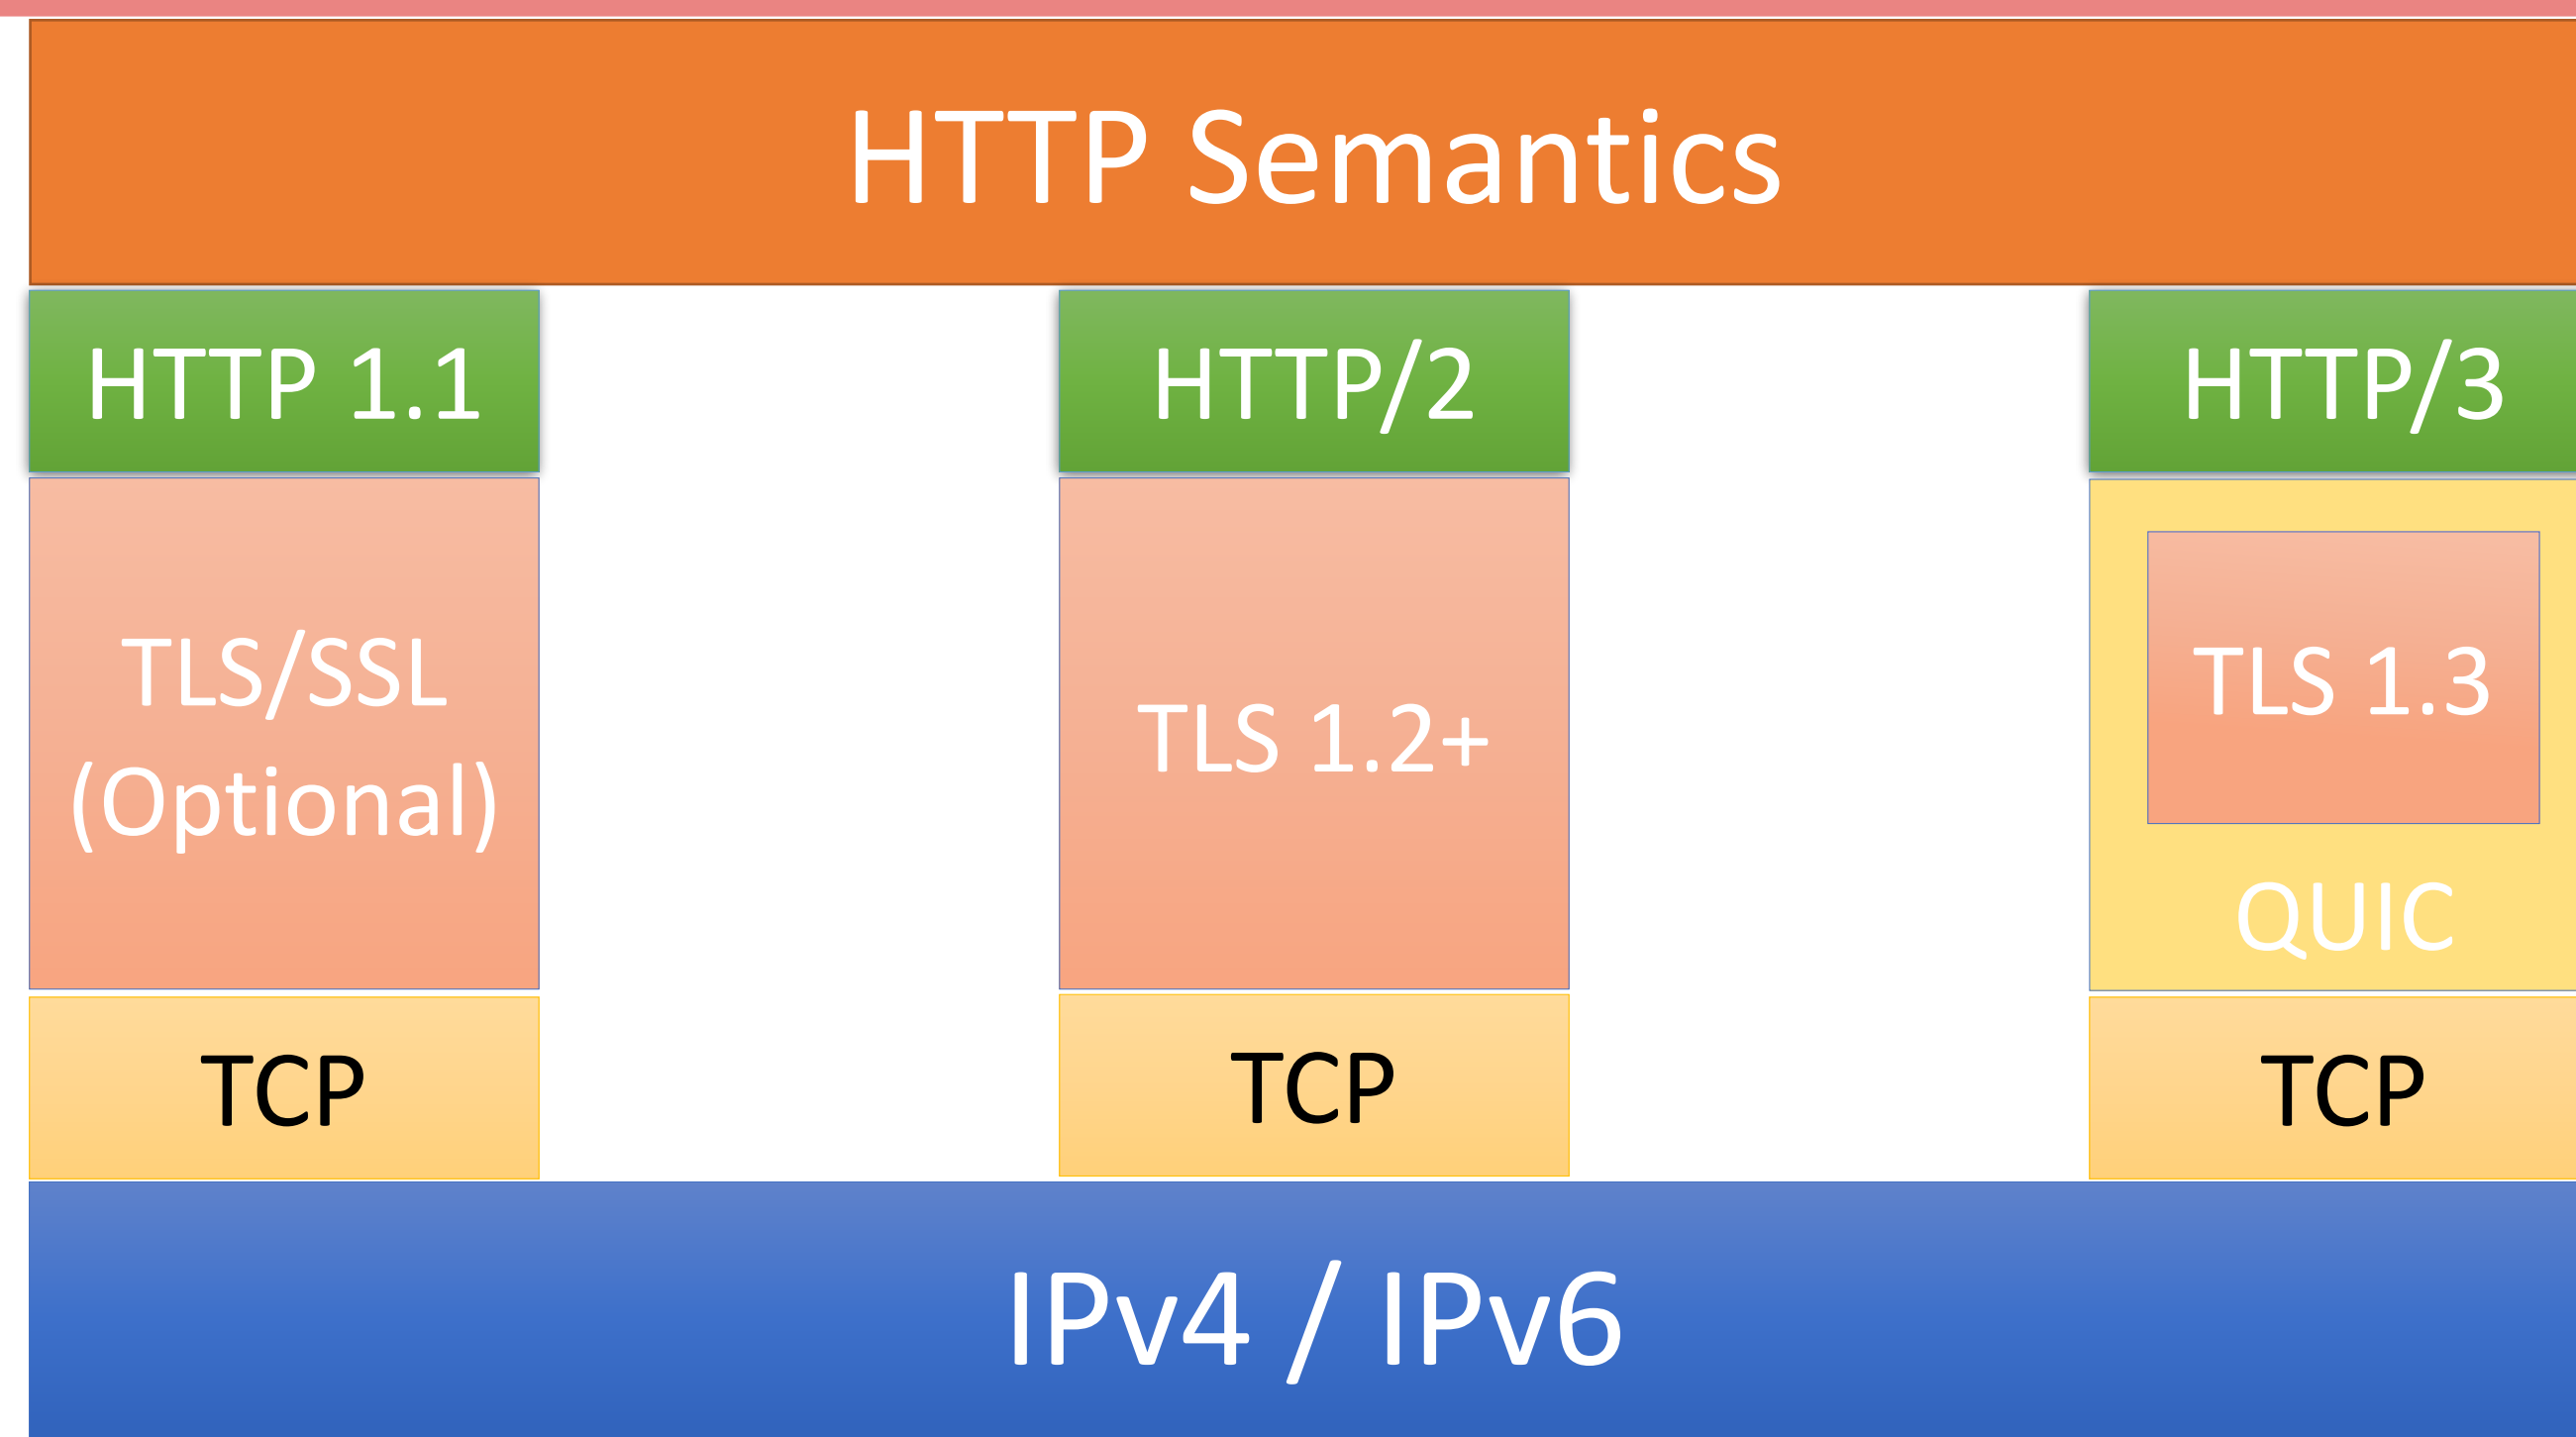 HTTP Semantics
HTTP 1.1
HTTP/2
HTTP/3
TLS/SSL
(Optional)
TLS 1.2+
TLS 1.3
QUIC
TCP
TCP
TCP
IPv4 / IPv6